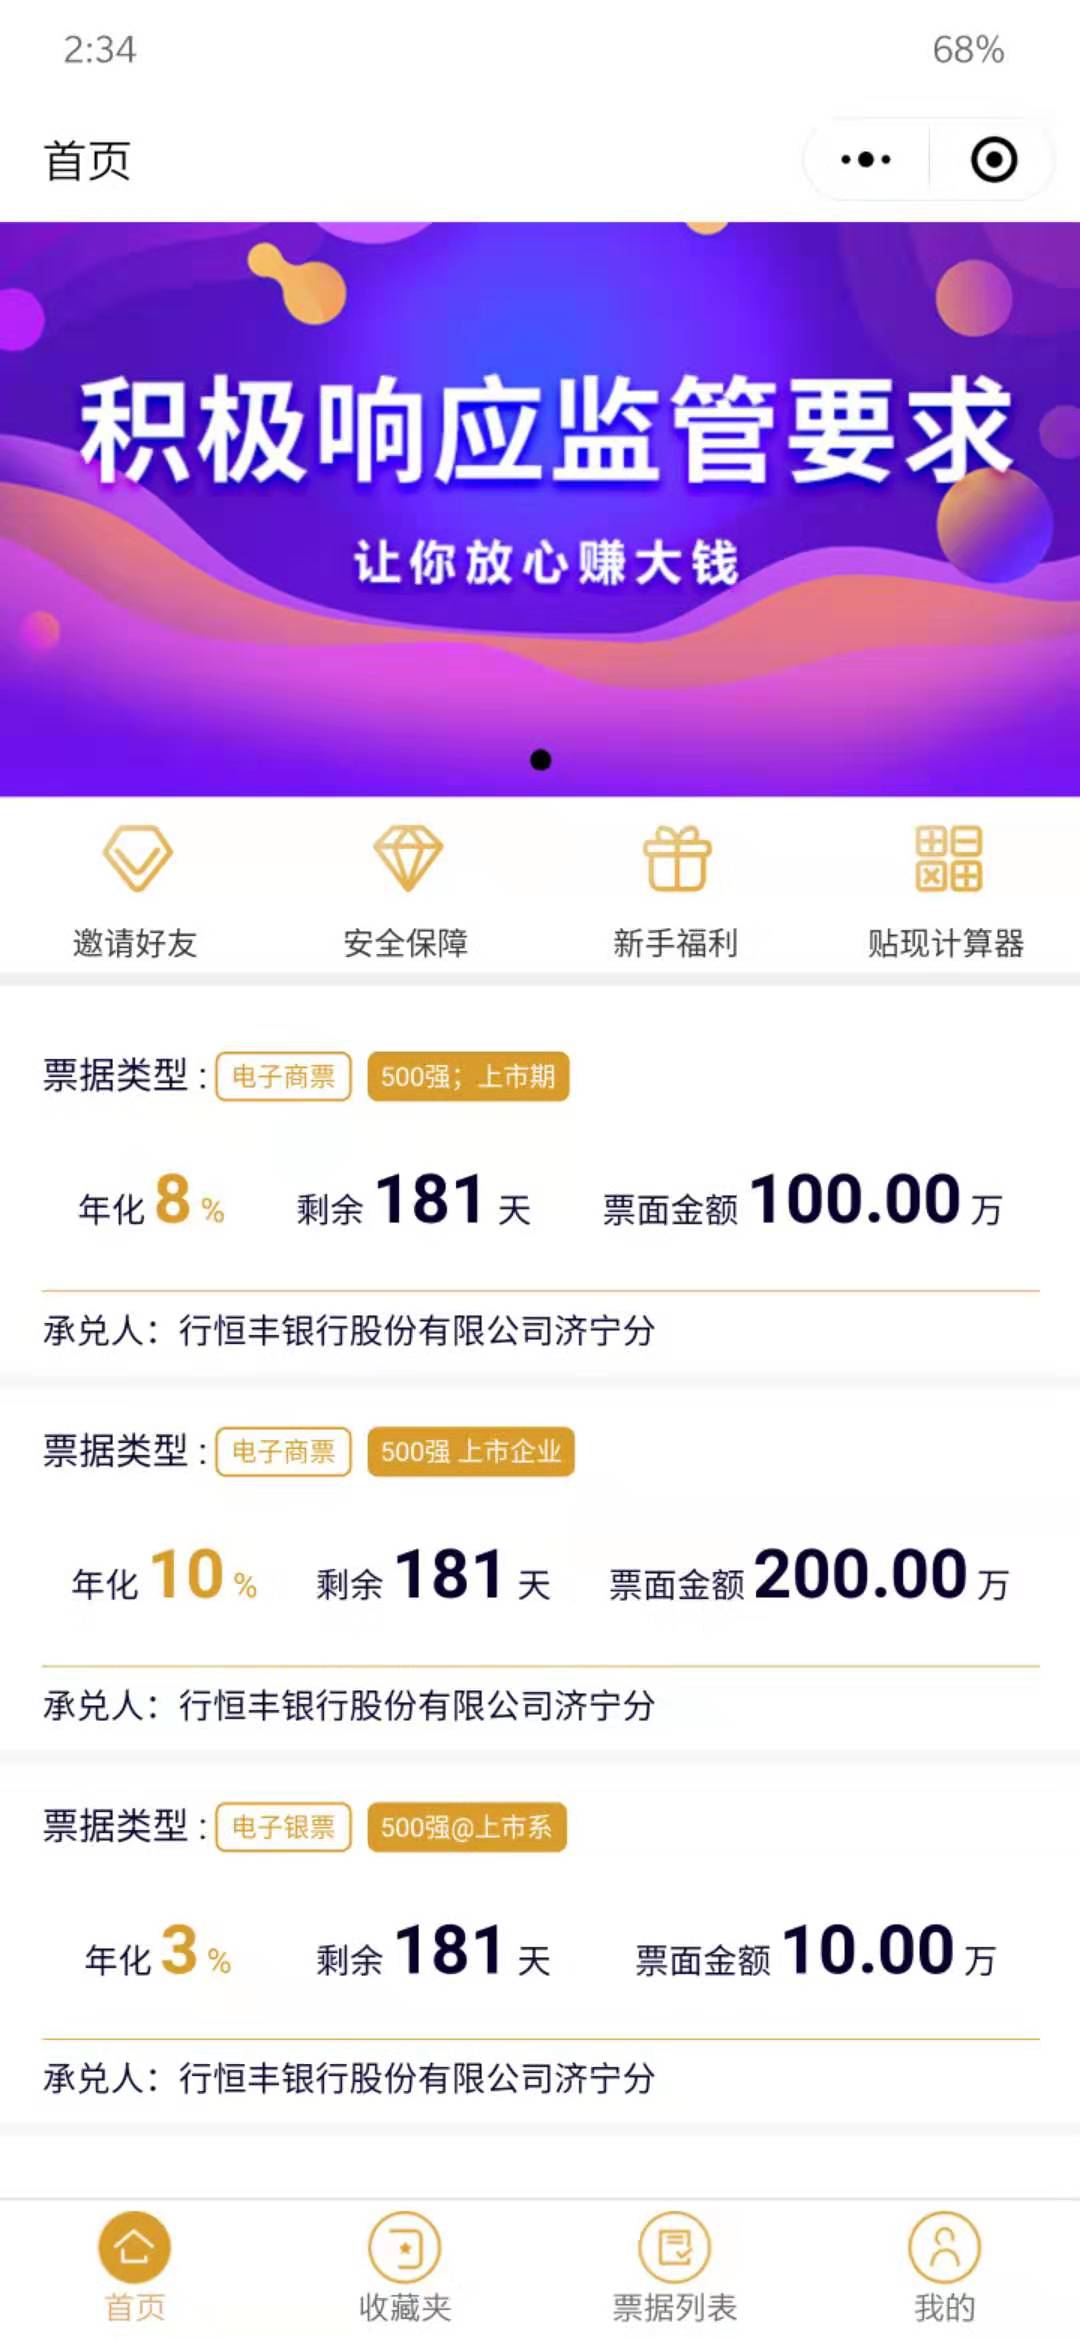 2:34 68%
首页
积极响应监管要求
让你放心赚大钱
邀请好友 安全保障 新手福利 贴现计算器
票据类型 : 电子商票 500强；上市期
年化 8 % 剩余 181 天 票面金额 100.00 万
承兑人：行恒丰银行股份有限公司济宁分
票据类型 : 电子商票 500强 上市企业
年化 10 % 剩余 181 天 票面金额 200.00 万
承兑人：行恒丰银行股份有限公司济宁分
票据类型 : 电子银票 500强@上市系
年化 3 % 剩余 181 天 票面金额 10.00 万
承兑人：行恒丰银行股份有限公司济宁分
首页 收藏夹 票据列表 我的